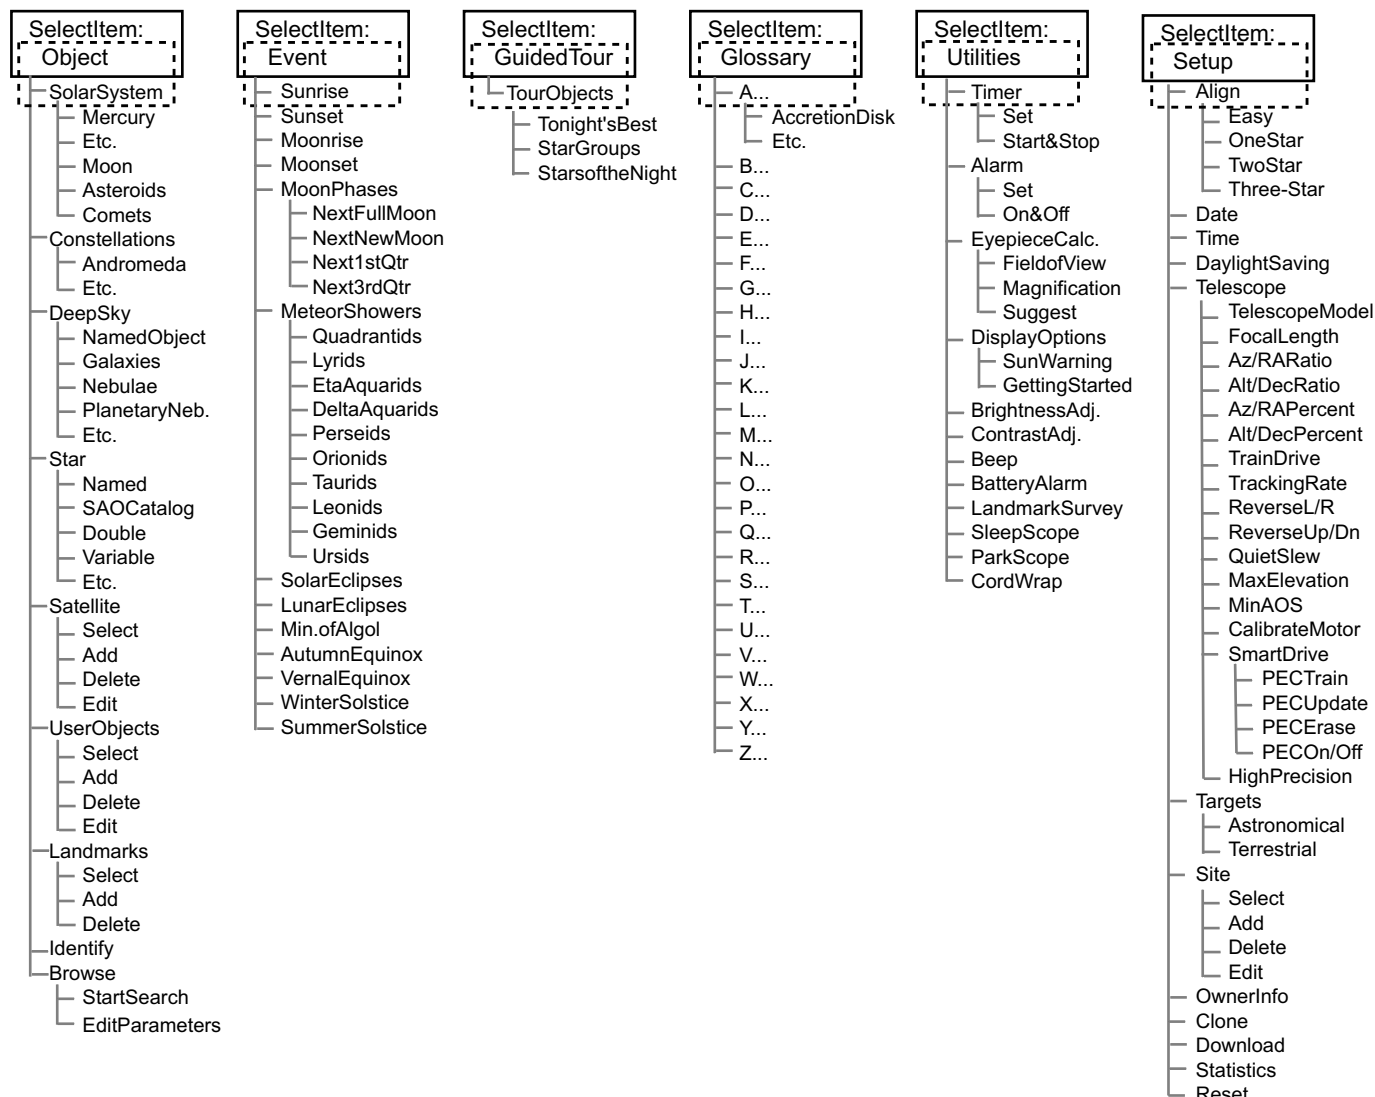 SelectItem:
Object
SolarSystem
Mercury
Etc.
Moon
Asteroids
Comets
Constellations
Andromeda
Etc.
DeepSky
NamedObject
Galaxies
Nebulae
PlanetaryNeb.
Etc.
Star
Named
SAOCatalog
Double
Variable
Etc.
Satellite
Select
Add
Delete
Edit
UserObjects
Select
Add
Delete
Edit
Landmarks
Select
Add
Delete
Identify
Browse
StartSearch
EditParameters
SelectItem:
Event
Sunrise
Sunset
Moonrise
Moonset
MoonPhases
NextFullMoon
NextNewMoon
Next1stQtr
Next3rdQtr
MeteorShowers
Quadrantids
Lyrids
EtaAquarids
DeltaAquarids
Perseids
Orionids
Taurids
Leonids
Geminids
Ursids
SolarEclipses
LunarEclipses
Min.ofAlgol
AutumnEquinox
VernalEquinox
WinterSolstice
SummerSolstice
SelectItem:
GuidedTour
TourObjects
Tonight'sBest
StarGroups
StarsoftheNight
SelectItem:
Glossary
A...
AccretionDisk
Etc.
B...
C...
D...
E...
F...
G...
H...
I...
J...
K...
L...
M...
N...
O...
P...
Q...
R...
S...
T...
U...
V...
W...
X...
Y...
Z...
SelectItem:
Utilities
Timer
Set
Start&Stop
Alarm
Set
On&Off
EyepieceCalc.
FieldofView
Magnification
Suggest
DisplayOptions
SunWarning
GettingStarted
BrightnessAdj.
ContrastAdj.
Beep
BatteryAlarm
LandmarkSurvey
SleepScope
ParkScope
CordWrap
SelectItem:
Setup
Align
Easy
OneStar
TwoStar
Three-Star
Date
Time
DaylightSaving
Telescope
TelescopeModel
FocalLength
Az/RARatio
Alt/DecRatio
Az/RAPercent
Alt/DecPercent
TrainDrive
TrackingRate
ReverseL/R
ReverseUp/Dn
QuietSlew
MaxElevation
MinAOS
CalibrateMotor
SmartDrive
PECTrain
PECUpdate
PECErase
PECOn/Off
HighPrecision
Targets
Astronomical
Terrestrial
Site
Select
Add
Delete
Edit
OwnerInfo
Clone
Download
Statistics
Reset